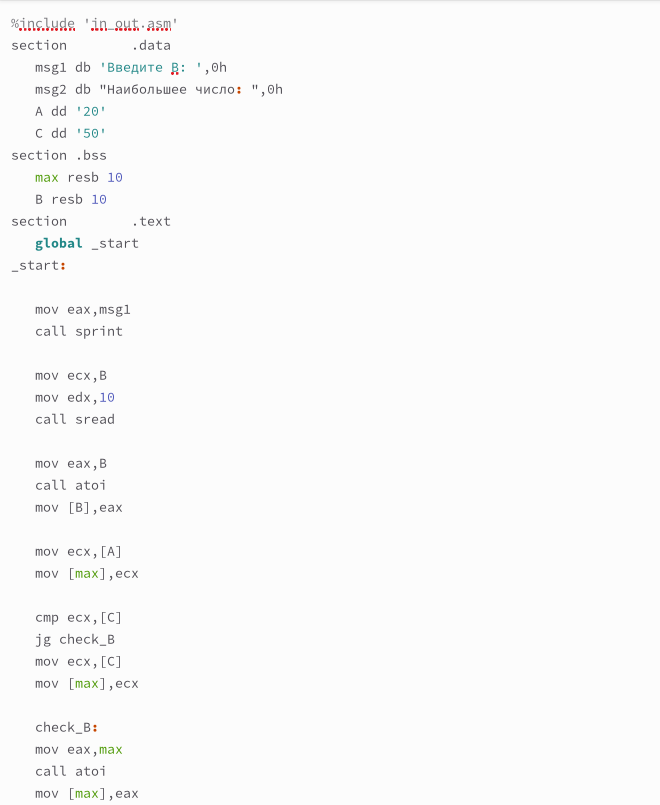 %include 'in_out.asm'
section        .data
   msg1 db 'Введите B: ',0h
   msg2 db "Наибольшее число: ",0h
   A dd '20'
   C dd '50'
section .bss
   max resb 10
   B resb 10
section        .text
   global _start
_start:

   mov eax,msg1
   call sprint

   mov ecx,B
   mov edx,10
   call sread

   mov eax,B
   call atoi
   mov [B],eax

   mov ecx,[A]
   mov [max],ecx

   cmp ecx,[C]
   jg check_B
   mov ecx,[C]
   mov [max],ecx

   check_B:
   mov eax,max
   call atoi
   mov [max],eax